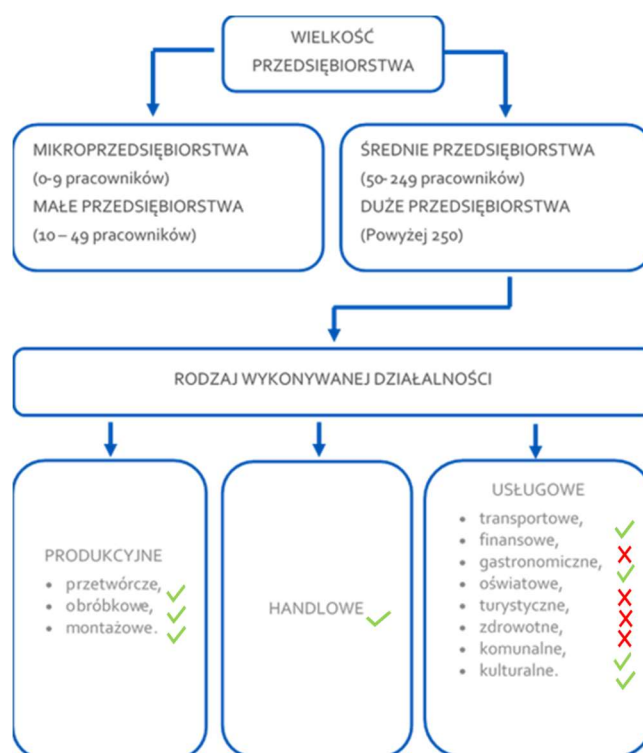 WIELKOŚĆ
PRZEDSIĘBIORSTWA
MIKROPRZEDSIĘBIORSTWA
(0-9 pracowników)
MAŁE PRZEDSIĘBIORSTWA
(10 – 49 pracowników)
ŚREDNIE PRZEDSIĘBIORSTWA
(50- 249 pracowników)
DUŻE PRZEDSIĘBIORSTWA
(Powyżej 250)
RODZAJ WYKONYWANEJ DZIAŁALNOŚCI
PRODUKCYJNE
• przetwórcze,
• obróbkowe,
• montażowe.
HANDLOWE
USŁUGOWE
• transportowe,
• finansowe,
• gastronomiczne,
• oświatowe,
• turystyczne,
• zdrowotne,
• komunalne,
• kulturalne.